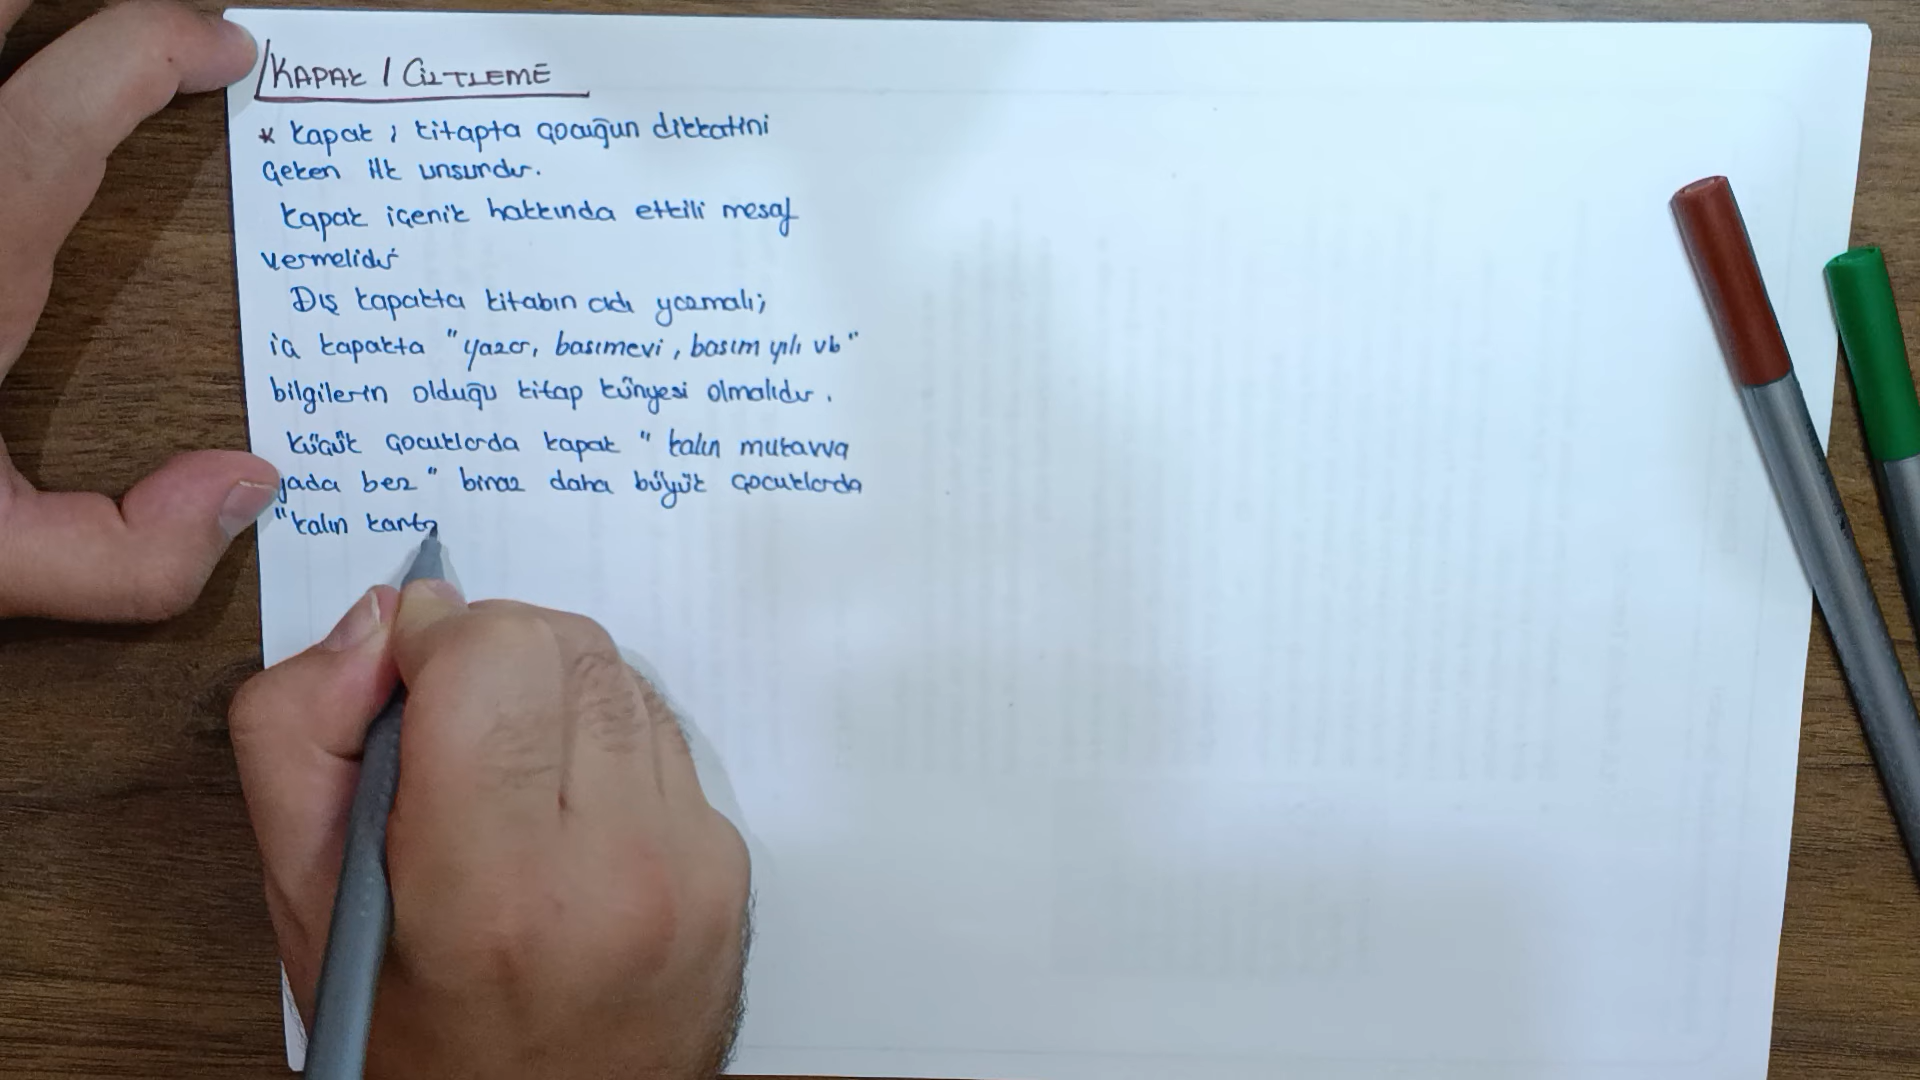 KAPAK / CİLTLEME
* Kapak, kitapta çocuğun dikkatini
çeken ilk unsurdur.
Kapak içerik hakkında etkili mesaj
vermelidir
Dış kapakta kitabın adı yazmalı;
iç kapakta "yazar, basımevi, basım yılı vb"
bilgilerin olduğu kitap künyesi olmalıdır.
Küçük çocuklarda kapak "kalın mukavva
yada bez" biraz daha büyük çocuklarda
"kalın karto